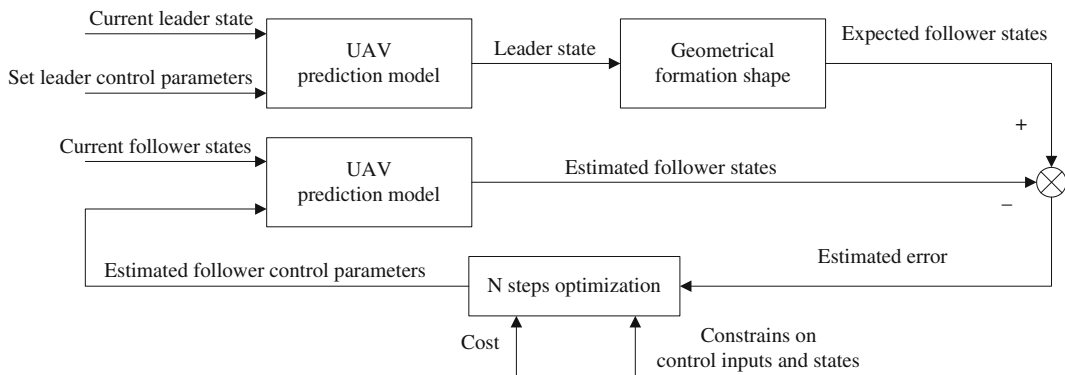 Current leader state
Set leader control parameters
UAV
prediction model
Leader state
Geometrical
formation shape
Expected follower states
+
Current follower states
UAV
prediction model
Estimated follower states
−
Estimated follower control parameters
N steps optimization
Estimated error
Cost
Constrains on
control inputs and states